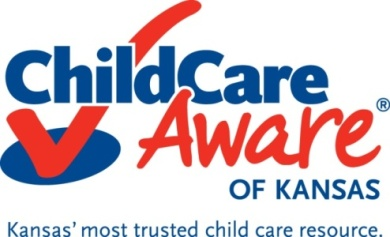 ChildCare
Aware®
OF KANSAS
Kansas' most trusted child care resource.